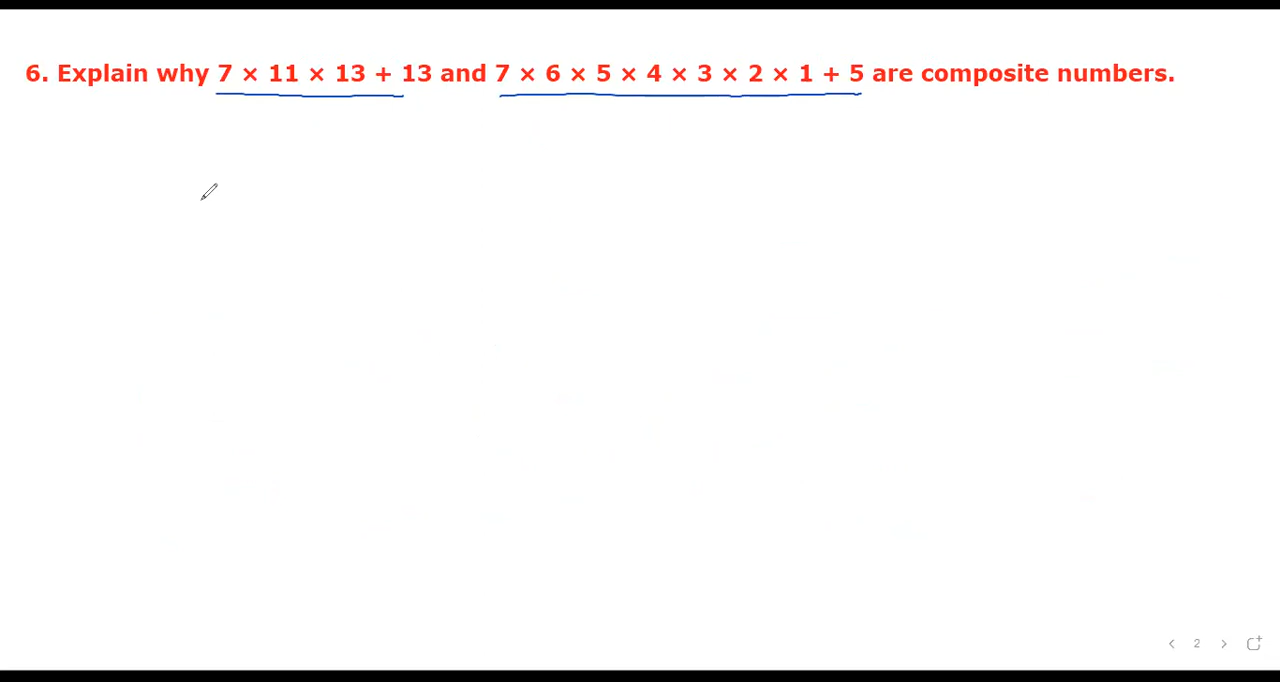 6. Explain why 7 × 11 × 13 + 13 and 7 × 6 × 5 × 4 × 3 × 2 × 1 + 5 are composite numbers.
2